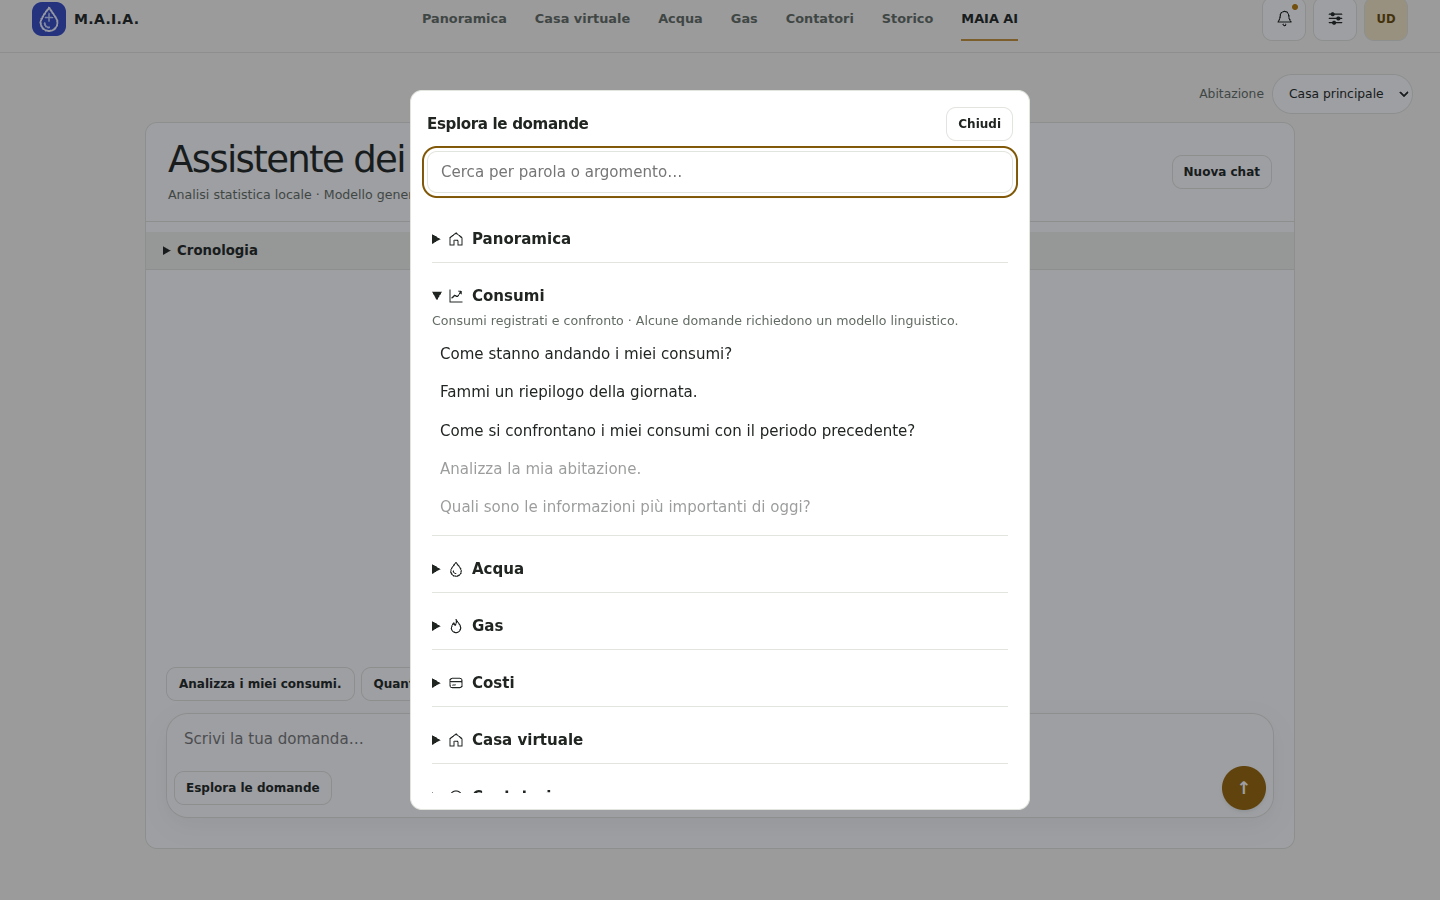 M.A.I.A.
Panoramica
Casa virtuale
Acqua
Gas
Contatori
Storico
MAIA AI
UD
Abitazione
Casa principale
Assistente dei
Analisi statistica locale · Modello gener
Nuova chat
Cronologia
Esplora le domande
Chiudi
Cerca per parola o argomento...
Panoramica
Consumi
Consumi registrati e confronto · Alcune domande richiedono un modello linguistico.
Come stanno andando i miei consumi?
Fammi un riepilogo della giornata.
Come si confrontano i miei consumi con il periodo precedente?
Analizza la mia abitazione.
Quali sono le informazioni più importanti di oggi?
Acqua
Gas
Costi
Casa virtuale
Analizza i miei consumi.
Scrivi la tua domanda...
Esplora le domande